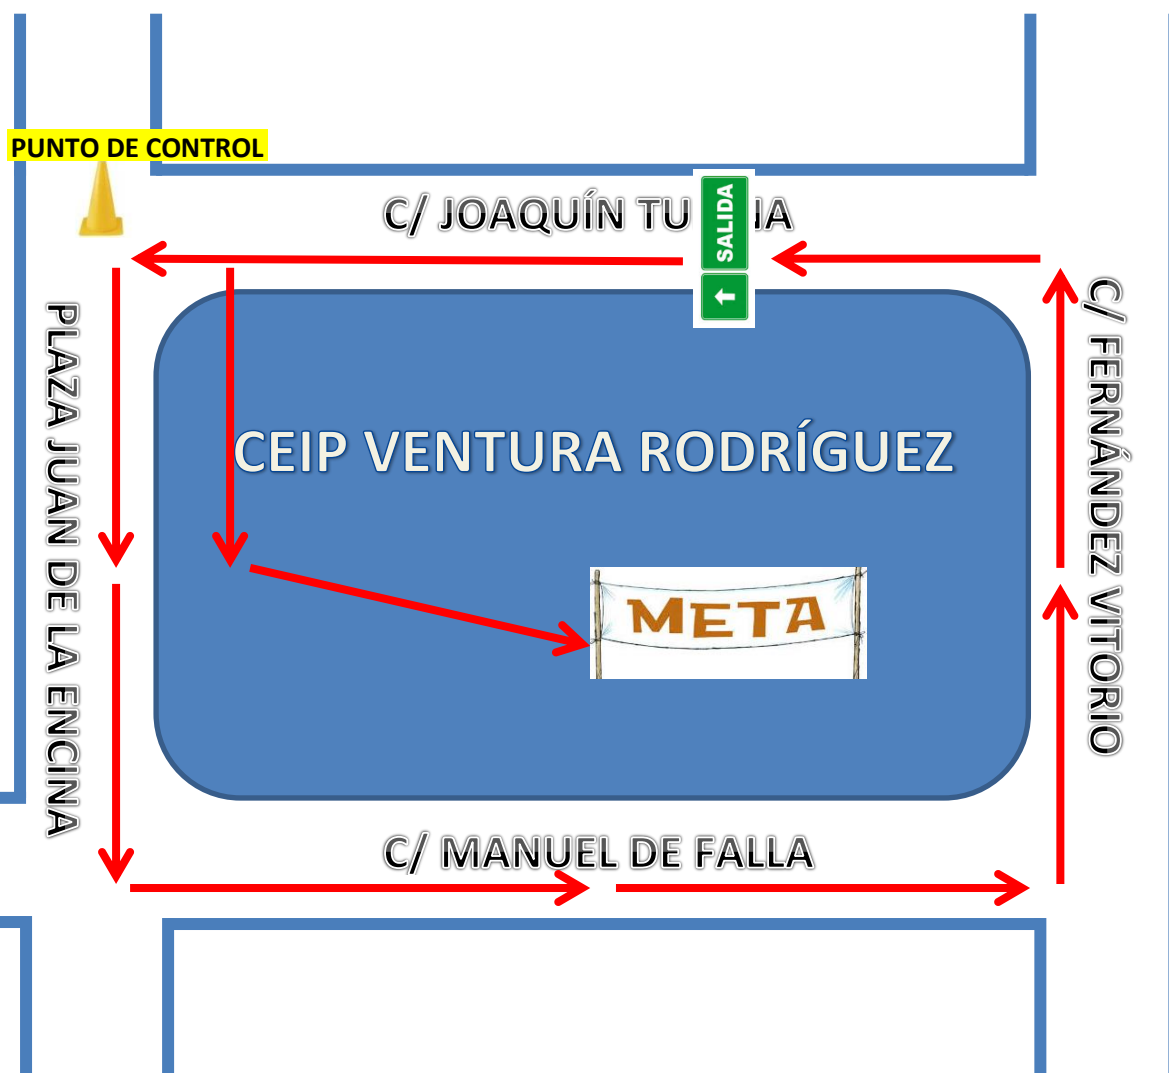 PUNTO DE CONTROL
C/ JOAQUÍN TU
SALIDA
PLAZA JUAN DE LA ENCINA
C/ FERNÁNDEZ VITORIO
CEIP VENTURA RODRÍGUEZ
META
C/ MANUEL DE FALLA